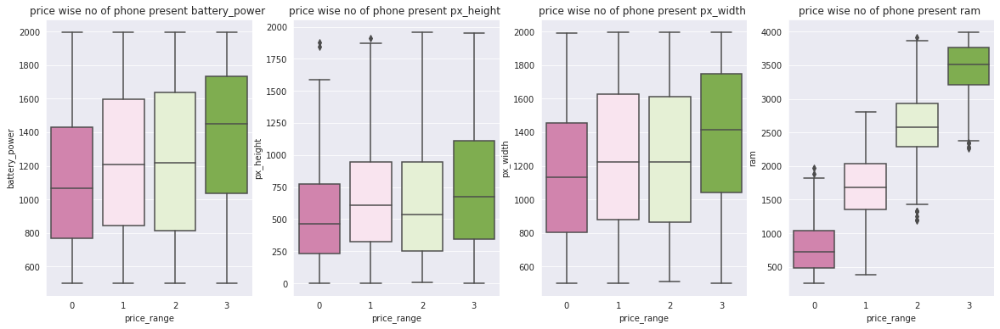 price wise no of phone present battery_power
battery_power
2000
1800
1600
1400
1200
1000
800
600
0 1 2 3
price_range
price wise no of phone present px_height
px_height
2000
1750
1500
1250
1000
750
500
250
0
0 1 2 3
price_range
price wise no of phone present px_width
px_width
2000
1800
1600
1400
1200
1000
800
600
0 1 2 3
price_range
price wise no of phone present ram
ram
4000
3500
3000
2500
2000
1500
1000
500
0 1 2 3
price_range